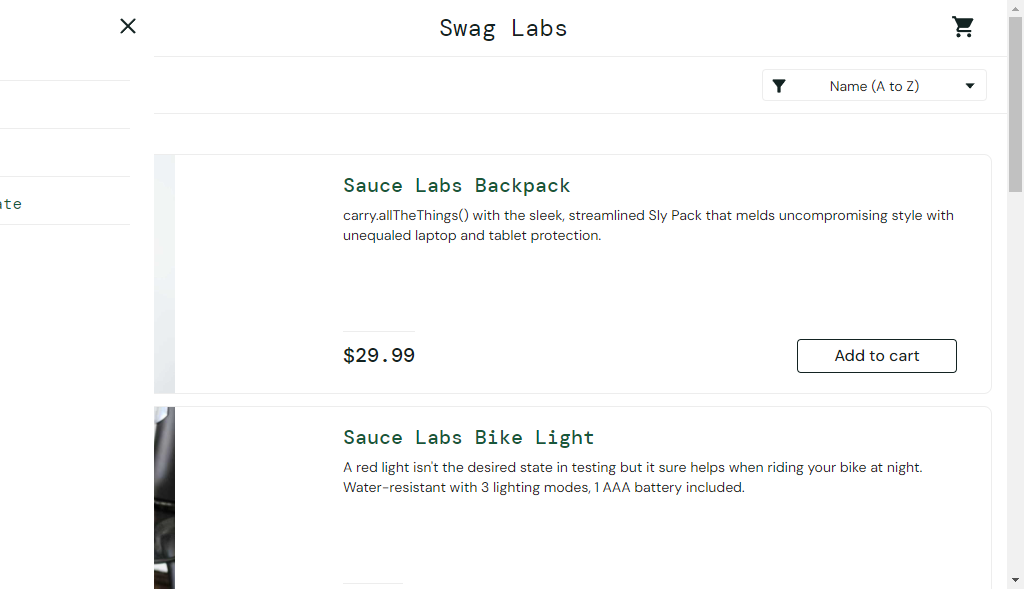 Swag Labs
Name (A to Z)
Sauce Labs Backpack
carry.allTheThings() with the sleek, streamlined Sly Pack that melds uncompromising style with
unequaled laptop and tablet protection.
$29.99
Add to cart
Sauce Labs Bike Light
A red light isn't the desired state in testing but it sure helps when riding your bike at night.
Water-resistant with 3 lighting modes, 1 AAA battery included.